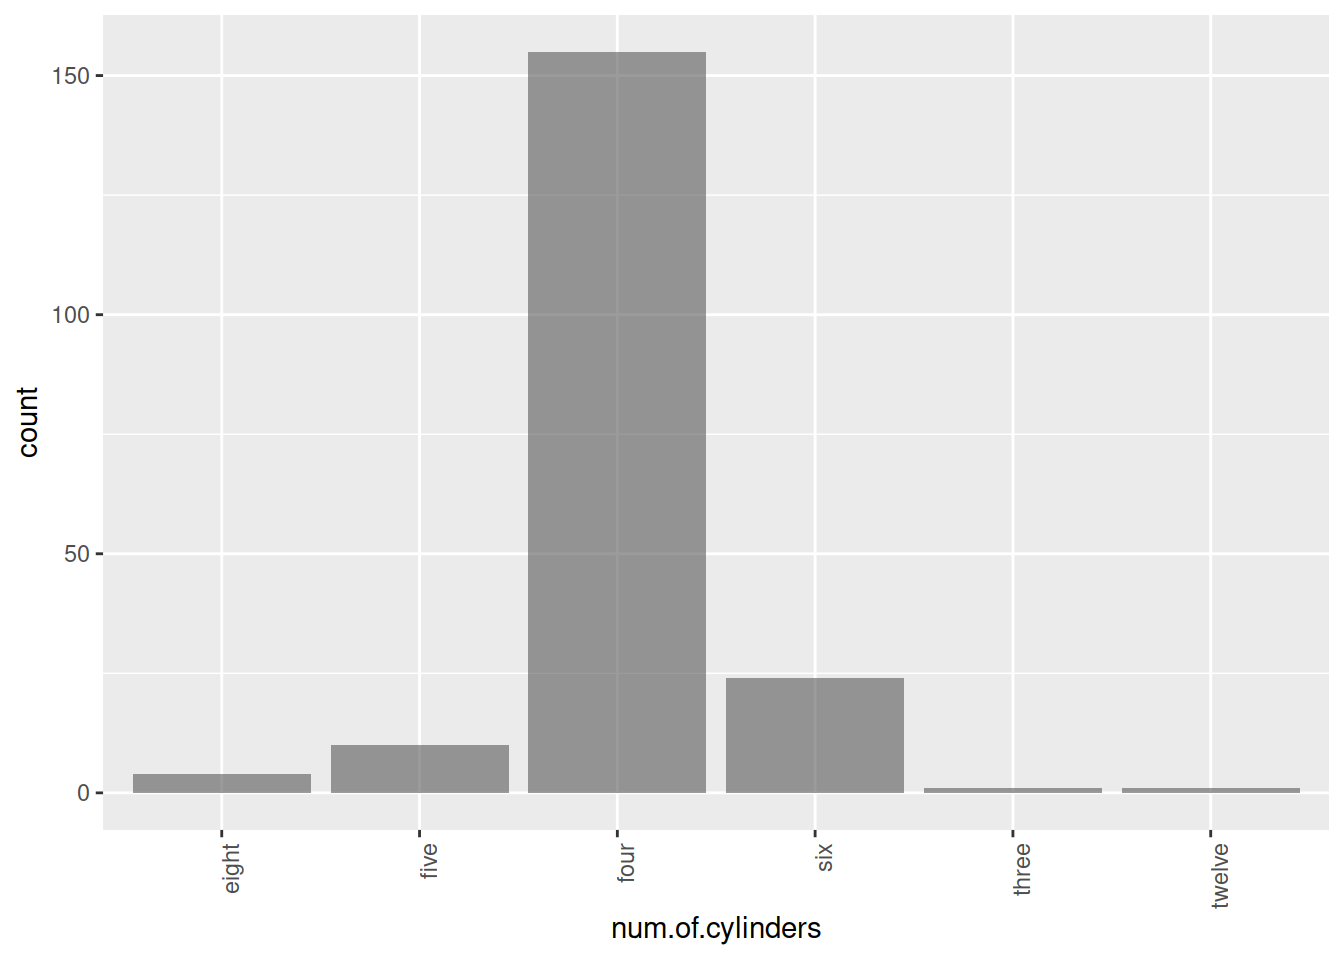 150
100
50
0
count
eight
five
four
six
three
twelve
num.of.cylinders